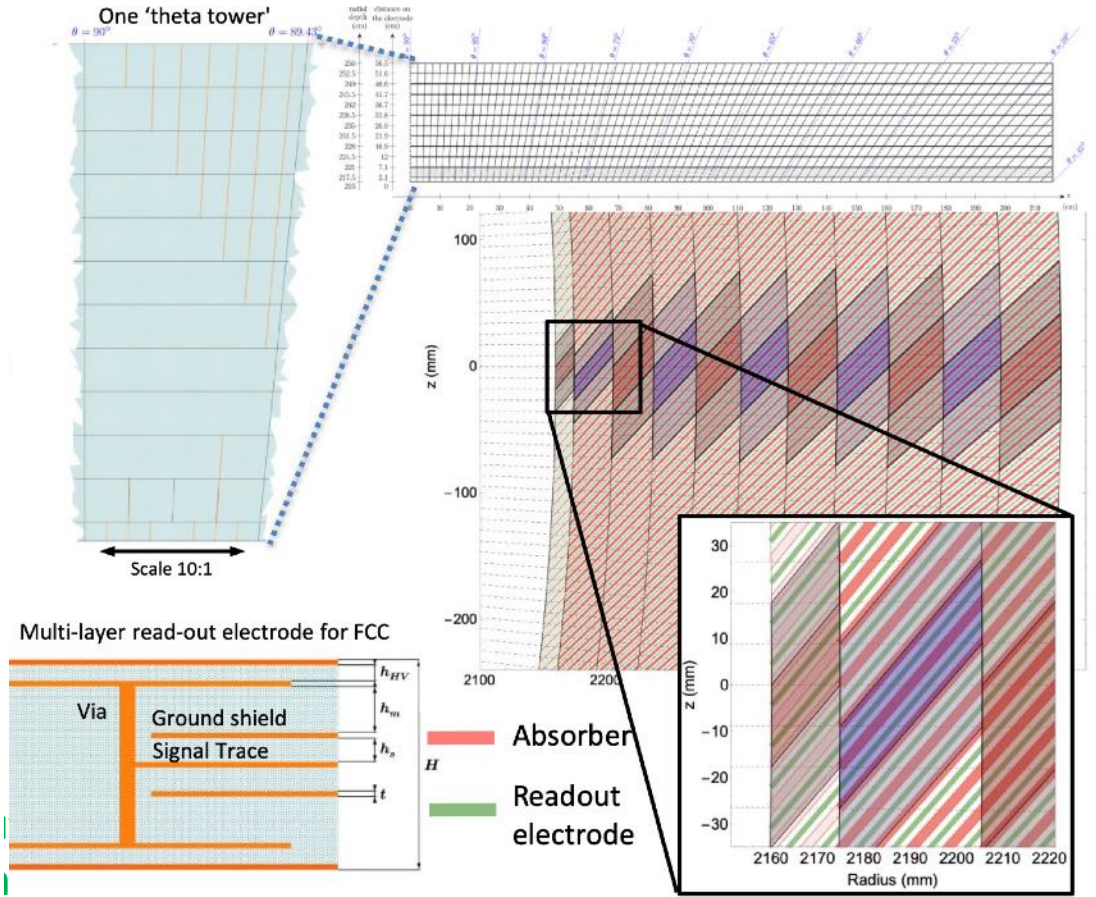 One ‘theta tower'
θ = 90°
θ = 89.43°
radial
depth
(cm)
distance on
the electrode
(cm)
256
252.5
249
245.5
242
238.5
235
231.5
228
224.5
221
217.5
56.5
51.6
46.6
41.7
36.7
31.8
26.8
21.9
16.9
12
7.1
2.1
0
10
20
30
40
50
60
70
80
90
100
110
120
130
140
150
160
170
180
190
200
210
[cm]
Scale 10:1
100
0
−100
−200
z (mm)
2100
2200
Multi-layer read-out electrode for FCC
Via
Ground shield
Signal Trace
h_HV
h_m
h_s
t
H
Absorber
Readout
electrode
30
20
10
0
−10
−20
−30
z (mm)
2160
2170
2180
2190
2200
2210
2220
Radius (mm)